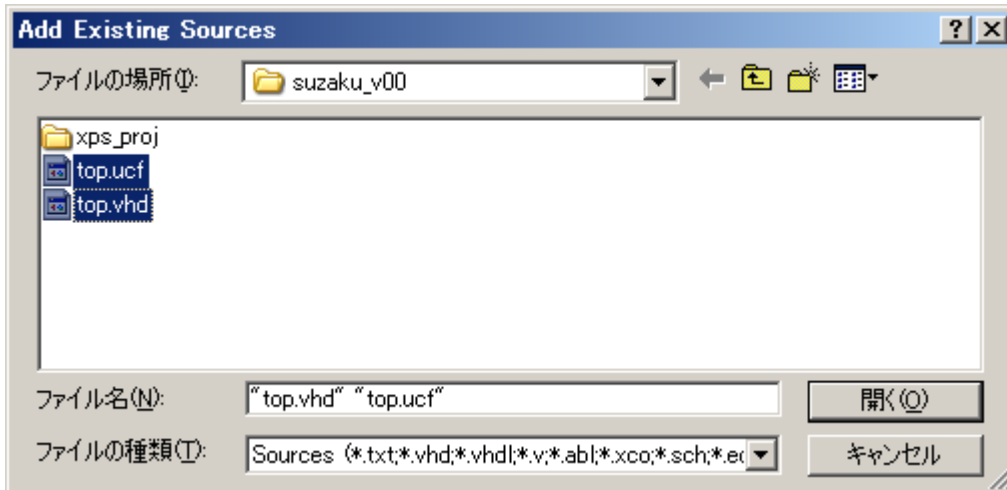 Add Existing Sources
ファイルの場所(I):
suzaku_v00
xps_proj
top.ucf
top.vhd
ファイル名(N):
"top.vhd" "top.ucf"
開く(O)
ファイルの種類(T):
Sources (*.txt;*.vhd;*.vhdl;*.v;*.abl;*.xco;*.sch;*.ed
キャンセル